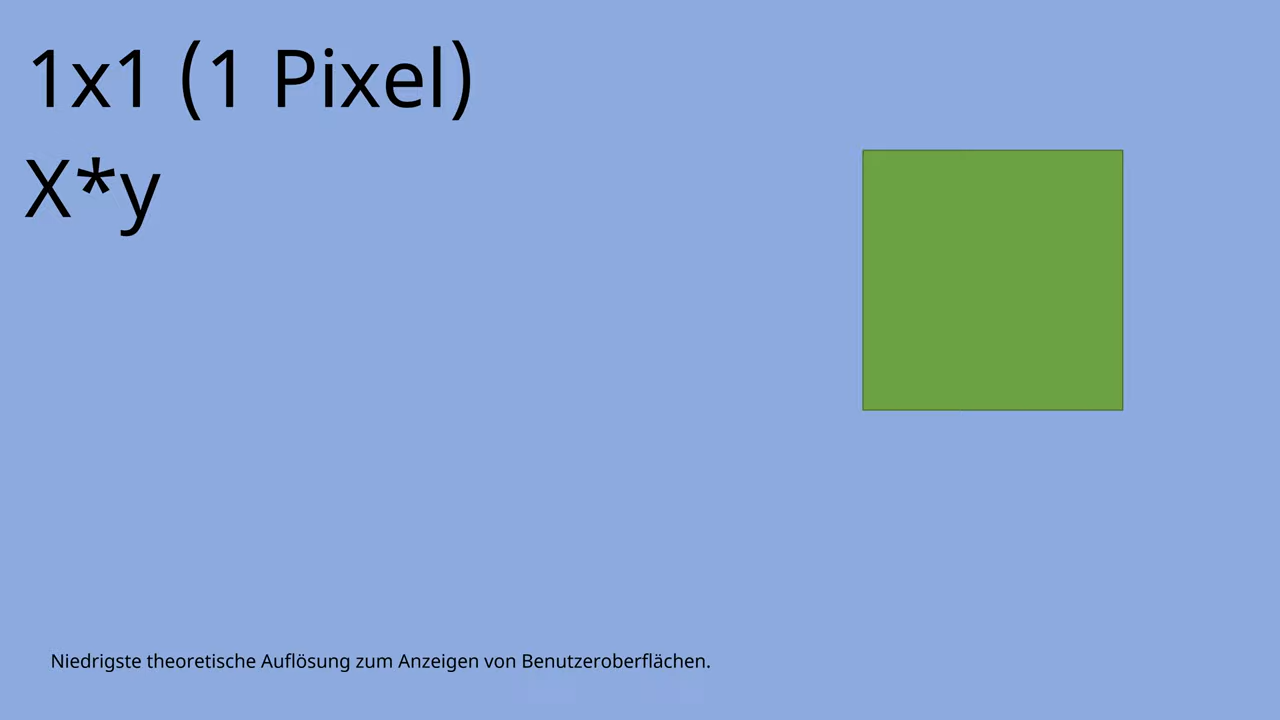 1x1 (1 Pixel)
X*y
Niedrigste theoretische Auflösung zum Anzeigen von Benutzeroberflächen.